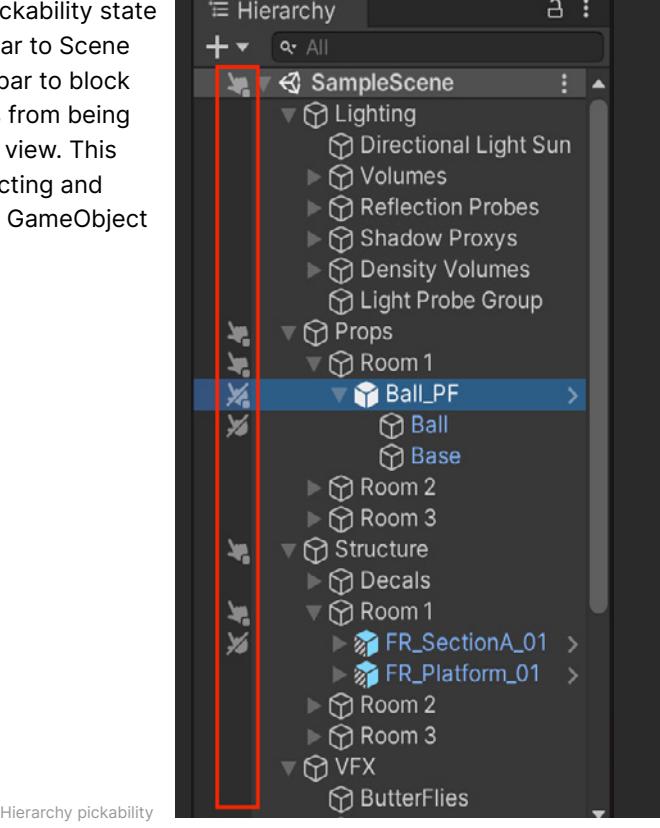 ckability state
ar to Scene
bar to block
from being
view. This
cting and
GameObject
Hierarchy pickability
Hierarchy
All
SampleScene
Lighting
Directional Light Sun
Volumes
Reflection Probes
Shadow Proxys
Density Volumes
Light Probe Group
Props
Room 1
Ball_PF
Ball
Base
Room 2
Room 3
Structure
Decals
Room 1
FR_SectionA_01
FR_Platform_01
Room 2
Room 3
VFX
ButterFlies